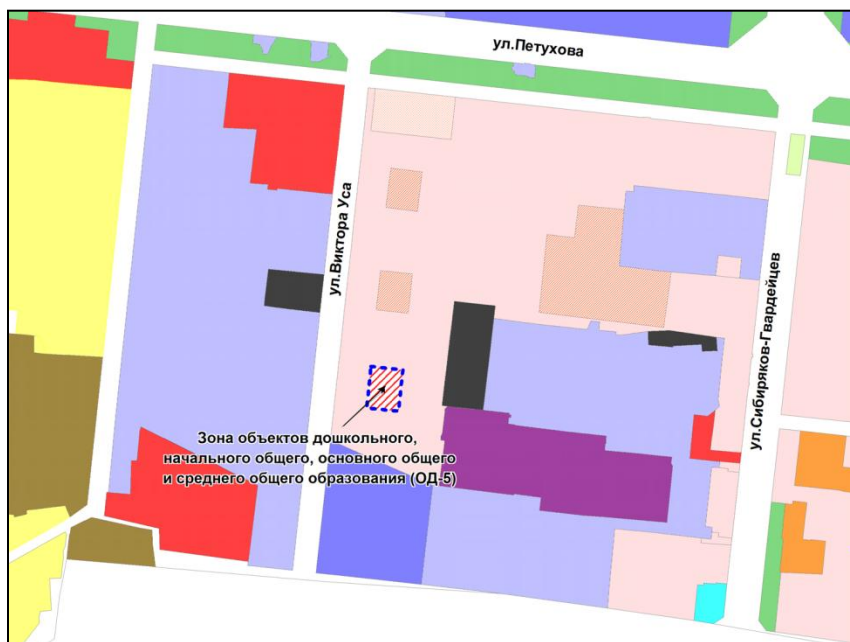 ул.Петухова
ул.Виктора Уса
ул.Сибиряков-Гвардейцев
Зона объектов дошкольного,
начального общего, основного общего
и среднего общего образования (ОД-5)